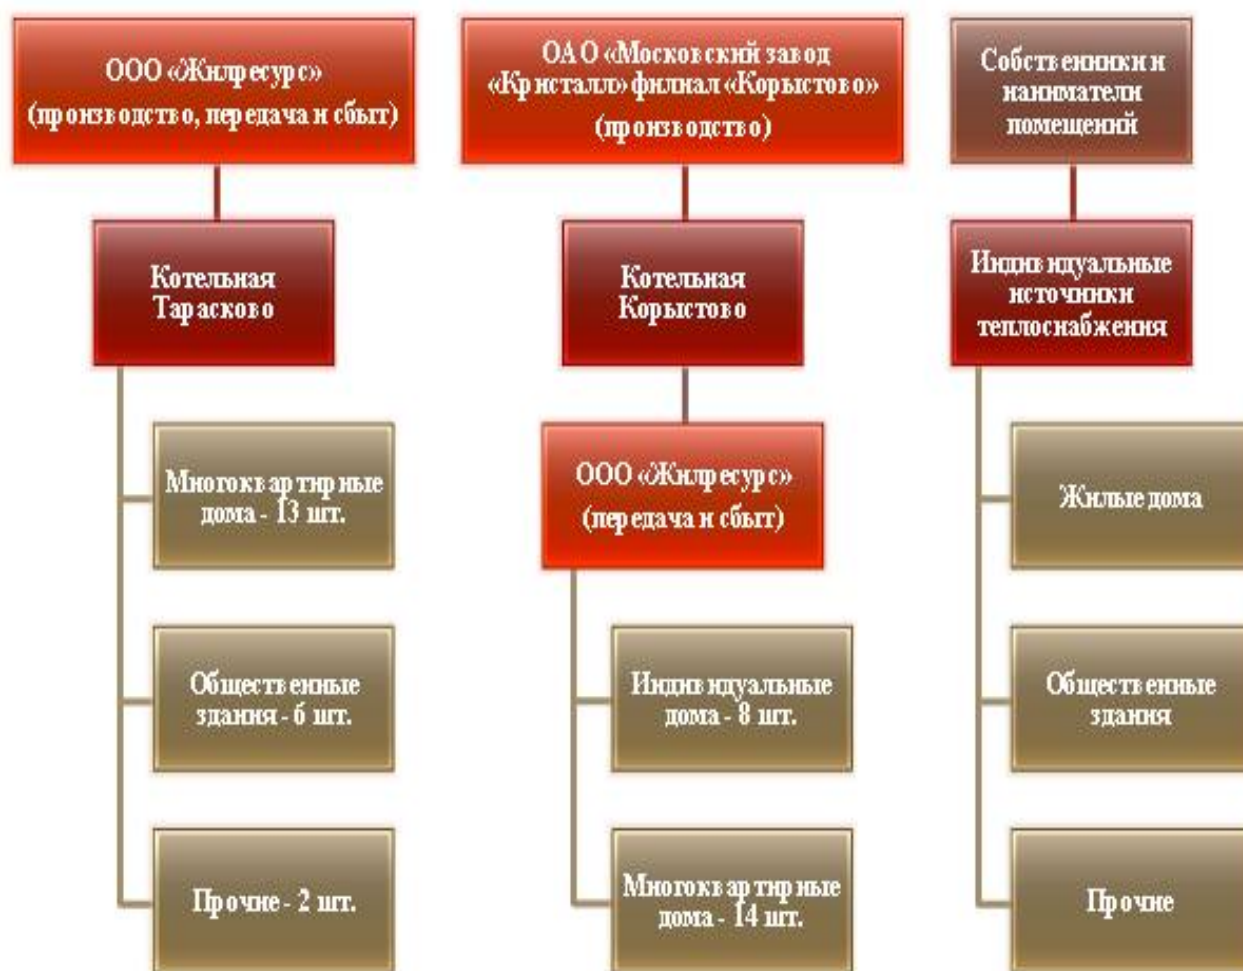 ООО «Жилресурс»
(производство, передача и сбыт)
Котельная
Тарасково
Многоквартирные
дома - 13 шт.
Общественные
здания - 6 шт.
Прочие - 2 шт.
ОАО «Московский завод
«Кристалл» филиал «Корыстово»
(производство)
Котельная
Корыстово
ООО «Жилресурс»
(передача и сбыт)
Индивидуальные
дома - 8 шт.
Многоквартирные
дома - 14 шт.
Собственники и
наниматели
помещений
Индивидуальные
источники
теплоснабжения
Жилые дома
Общественные
здания
Прочие